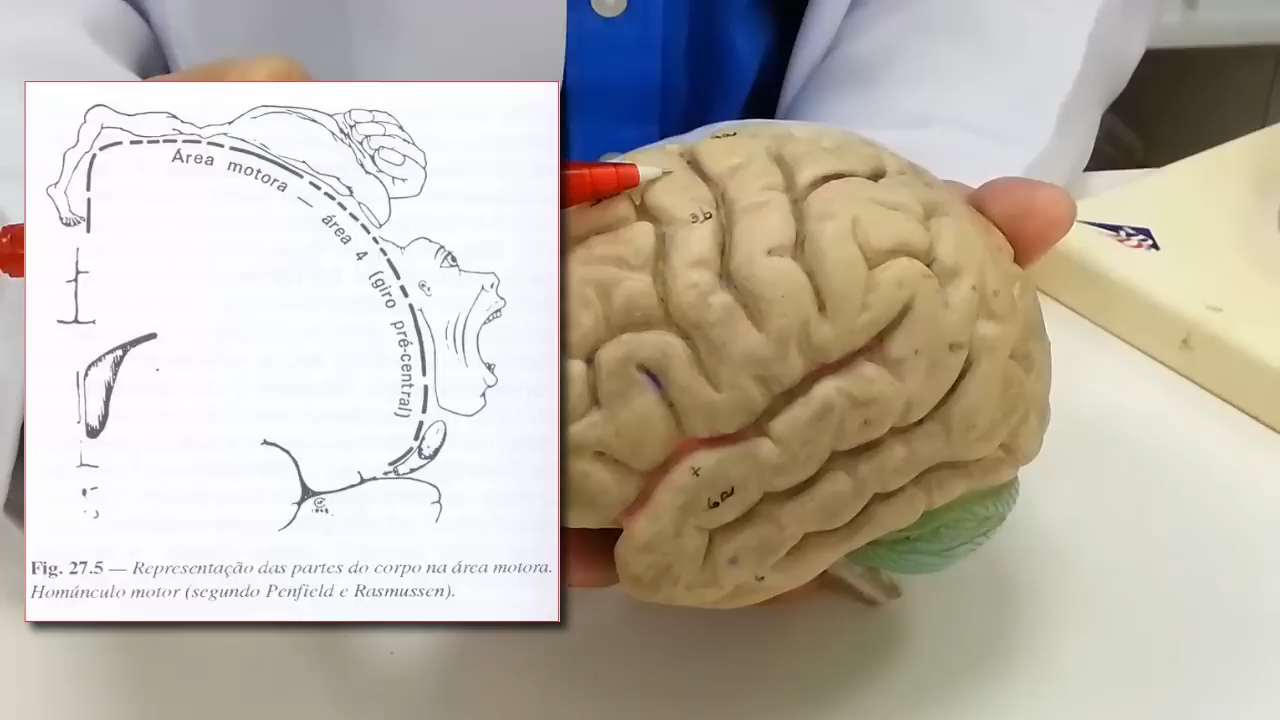 Área motora — área 4 (giro pré-central)
Fig. 27.5 — Representação das partes do corpo na área motora.
Homúnculo motor (segundo Penfield e Rasmussen).
3b